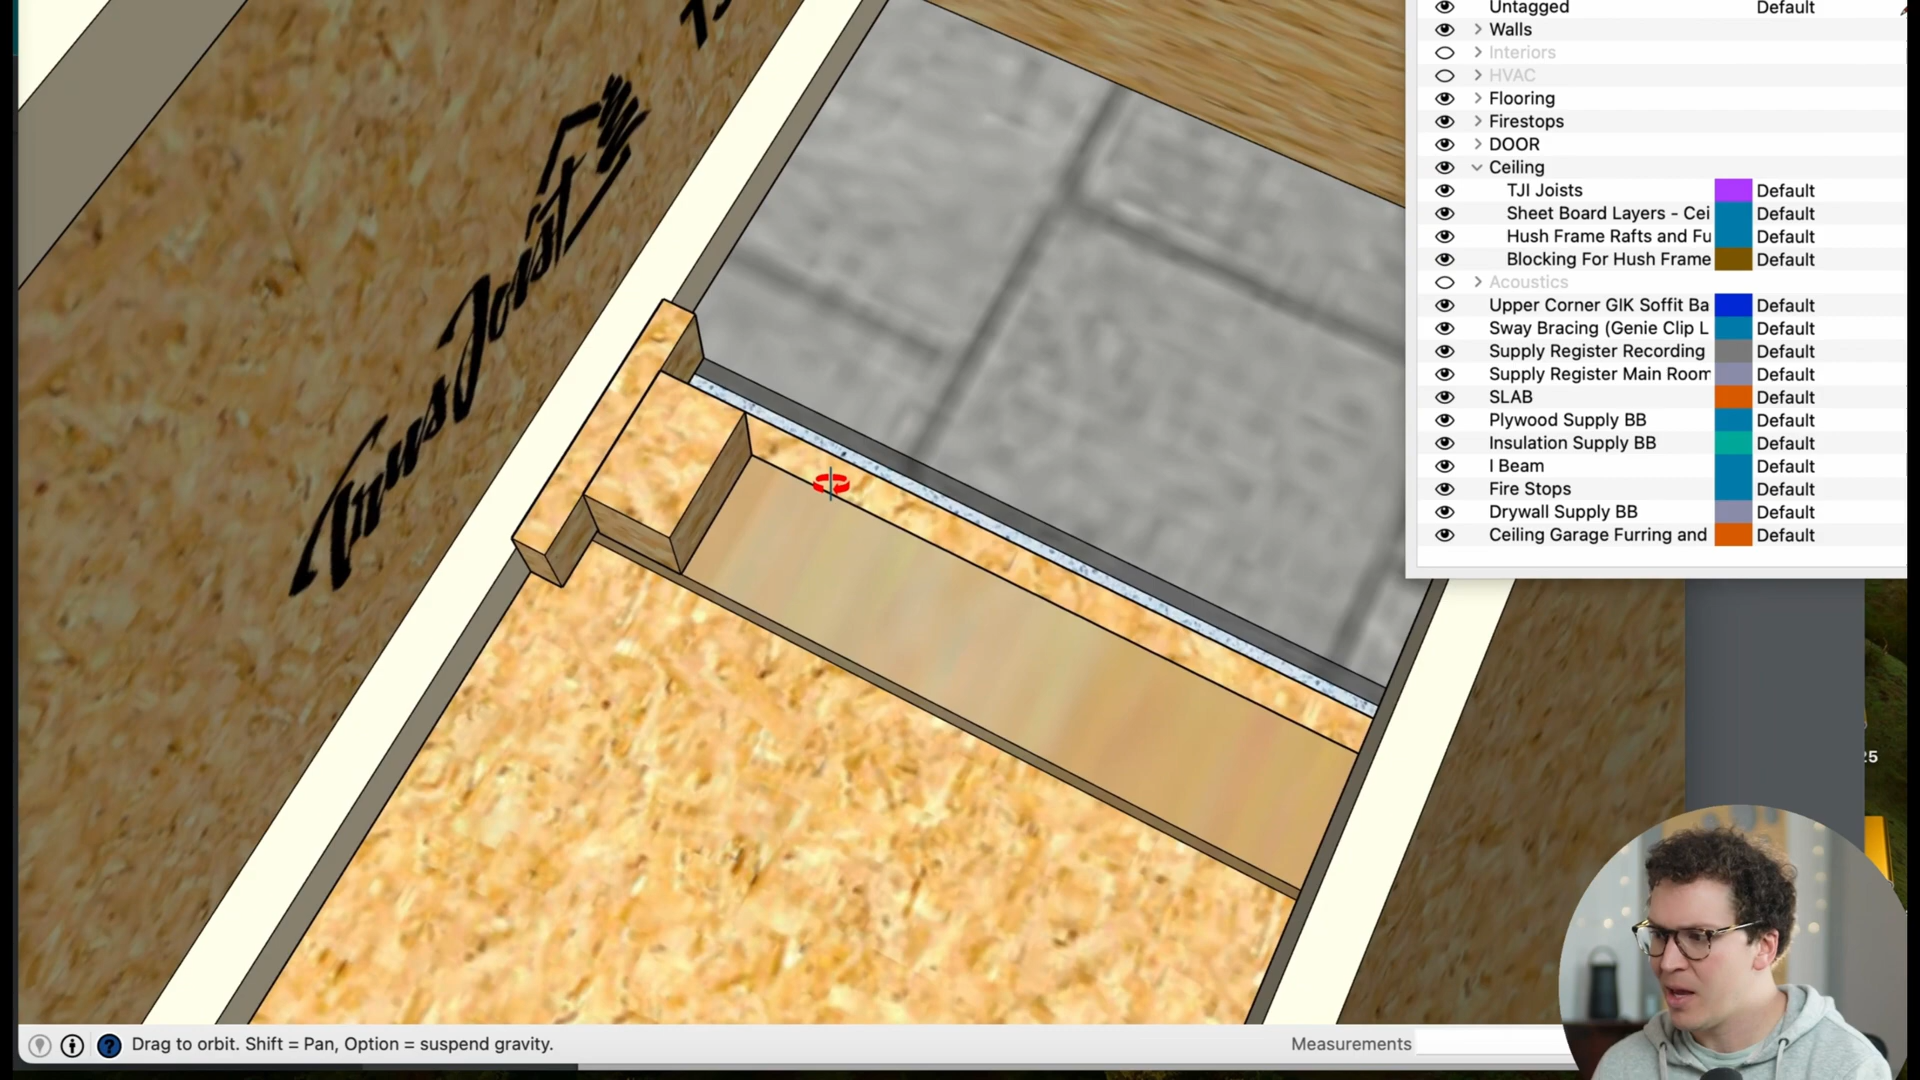 Untagged Default
Walls
Interiors
HVAC
Flooring
Firestops
DOOR
Ceiling
TJI Joists Default
Sheet Board Layers - Cei Default
Hush Frame Rafts and Fu Default
Blocking For Hush Frame Default
Acoustics
Upper Corner GIK Soffit Ba Default
Sway Bracing (Genie Clip L Default
Supply Register Recording Default
Supply Register Main Room Default
SLAB Default
Plywood Supply BB Default
Insulation Supply BB Default
I Beam Default
Fire Stops Default
Drywall Supply BB Default
Ceiling Garage Furring and Default
Trus Joist
25
Drag to orbit. Shift = Pan, Option = suspend gravity.
Measurements